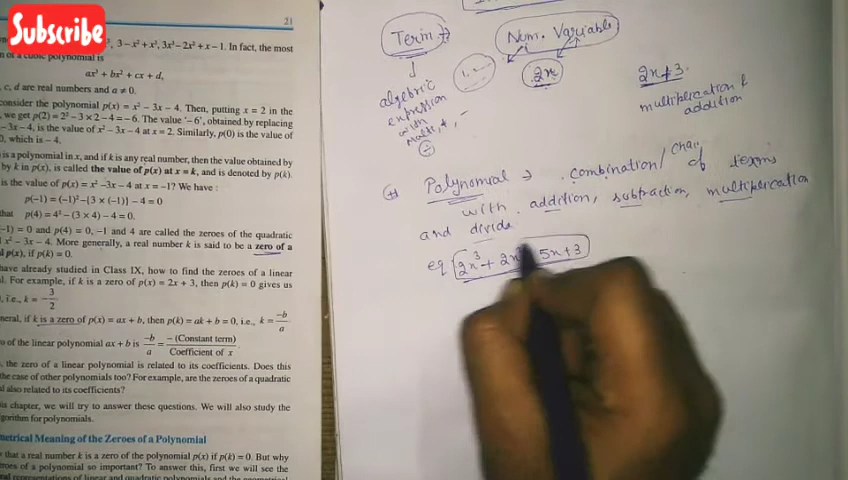 Subscribe
21
3 − x² + x³, 3x³ − 2x² + x − 1. In fact, the most
of a cubic polynomial is
ax³ + bx² + cx + d,
c, d are real numbers and a ≠ 0.
consider the polynomial p(x) = x² − 3x − 4. Then, putting x = 2 in the
we get p(2) = 2² − 3 × 2 − 4 = − 6. The value '− 6', obtained by replacing
− 3x − 4, is the value of x² − 3x − 4 at x = 2. Similarly, p(0) is the value of
0, which is − 4.
is a polynomial in x, and if k is any real number, then the value obtained by
by k in p(x), is called the value of p(x) at x = k, and is denoted by p(k).
is the value of p(x) = x² −3x − 4 at x = −1? We have :
p(−1) = (−1)² −{3 × (−1)} − 4 = 0
that p(4) = 4² − (3 × 4) − 4 = 0.
−1) = 0 and p(4) = 0, −1 and 4 are called the zeroes of the quadratic
x² − 3x − 4. More generally, a real number k is said to be a zero of a
p(x), if p(k) = 0.
have already studied in Class IX, how to find the zeroes of a linear
For example, if k is a zero of p(x) = 2x + 3, then p(k) = 0 gives us
i.e., k = − 3/2
if k is a zero of p(x) = ax + b, then p(k) = ak + b = 0, i.e., k = −b/a
of the linear polynomial ax + b is −b/a = −(Constant term)/Coefficient of x.
the zero of a linear polynomial is related to its coefficients. Does this
the case of other polynomials too? For example, are the zeroes of a quadratic
also related to its coefficients?
this chapter, we will try to answer these questions. We will also study the
for polynomials.
Meaning of the Zeroes of a Polynomial
that a real number k is a zero of the polynomial p(x) if p(k) = 0. But why
of a polynomial so important? To answer this, first we will see the
representations of linear and quadratic polynomials and the geometrical
Term →
algebric
expression
with
÷
Num. Variable
2x
2x+3
multiplication &
addition
Polynomial → combination/ of terms
with addition, subtraction, multiplication
and divide
eg 2x³ + 5x + 3